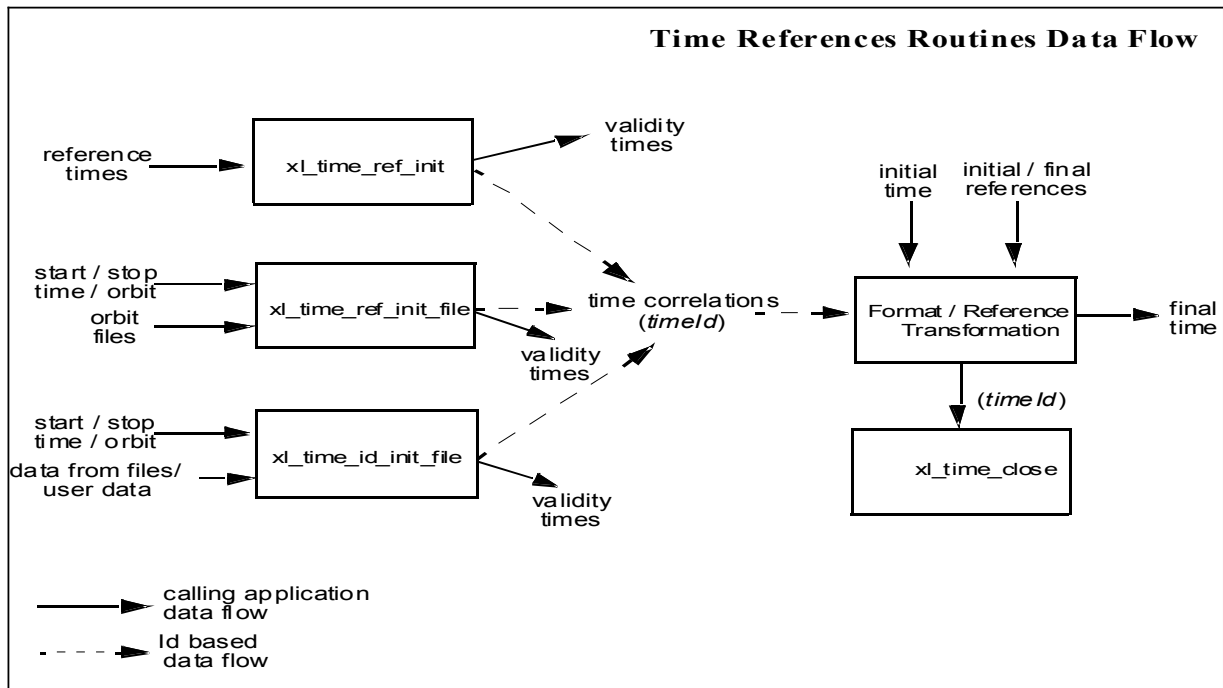 Time References Routines Data Flow
reference
times
xl_time_ref_init
validity
times
initial
time
initial / final
references
start / stop
time / orbit
orbit
files
xl_time_ref_init_file
validity
times
time correlations
(timeId)
Format / Reference
Transformation
final
time
(timeId)
xl_time_close
start / stop
time / orbit
data from files/
user data
xl_time_id_init_file
validity
times
calling application
data flow
Id based
data flow